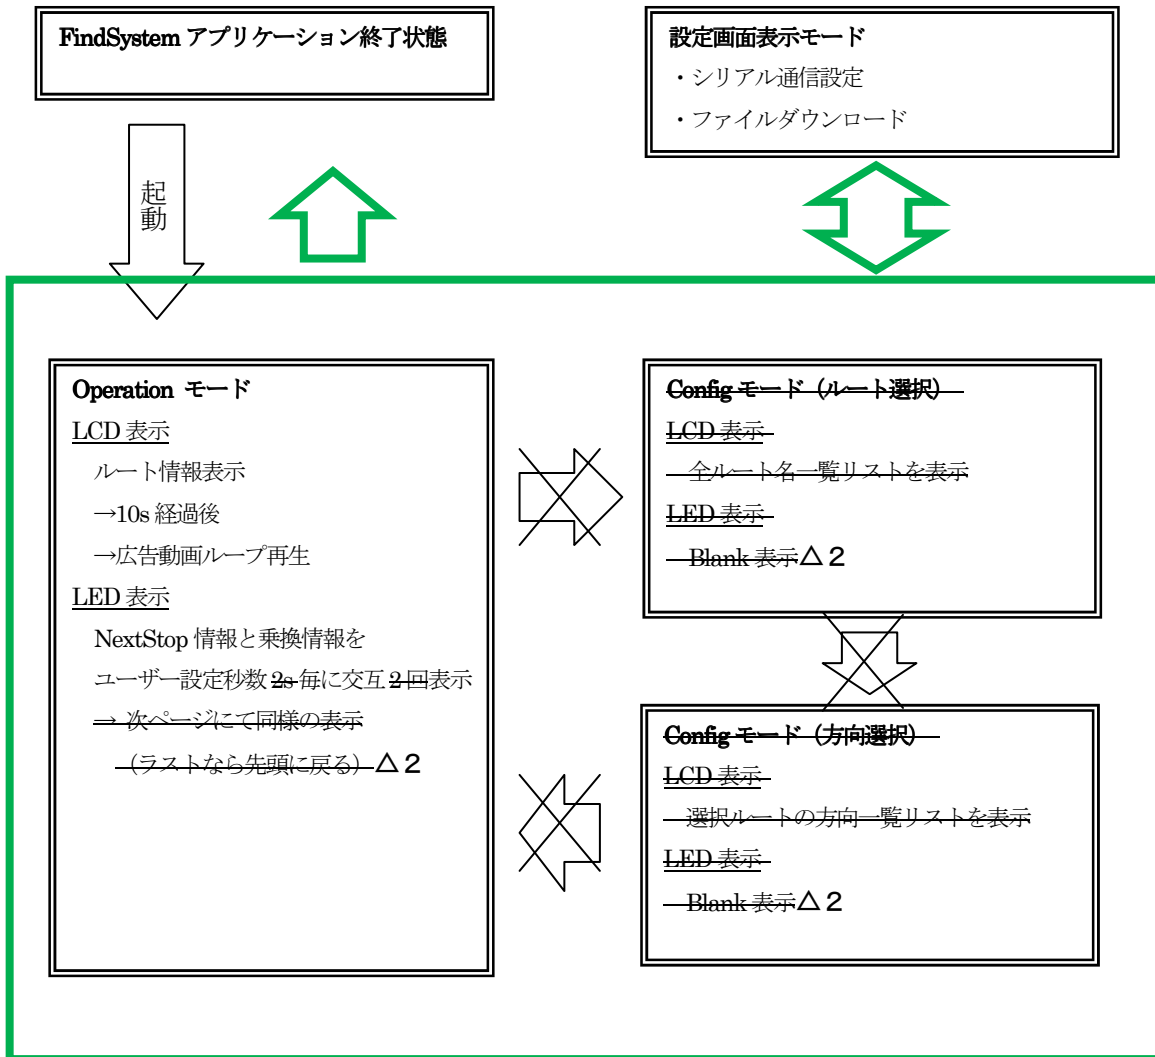 FindSystem アプリケーション終了状態
設定画面表示モード
・シリアル通信設定
・ファイルダウンロード
起動
Operation モード
LCD 表示
ルート情報表示
→10s 経過後
→広告動画ループ再生
LED 表示
NextStop 情報と乗換情報を
ユーザー設定秒数 2s 毎に交互 2 回表示
→ 次ページにて同様の表示
（ラストなら先頭に戻る）△2
Config モード（ルート選択）
LCD 表示
全ルート名一覧リストを表示
LED 表示
Blank 表示△2
Config モード（方向選択）
LCD 表示
選択ルートの方向一覧リストを表示
LED 表示
Blank 表示△2